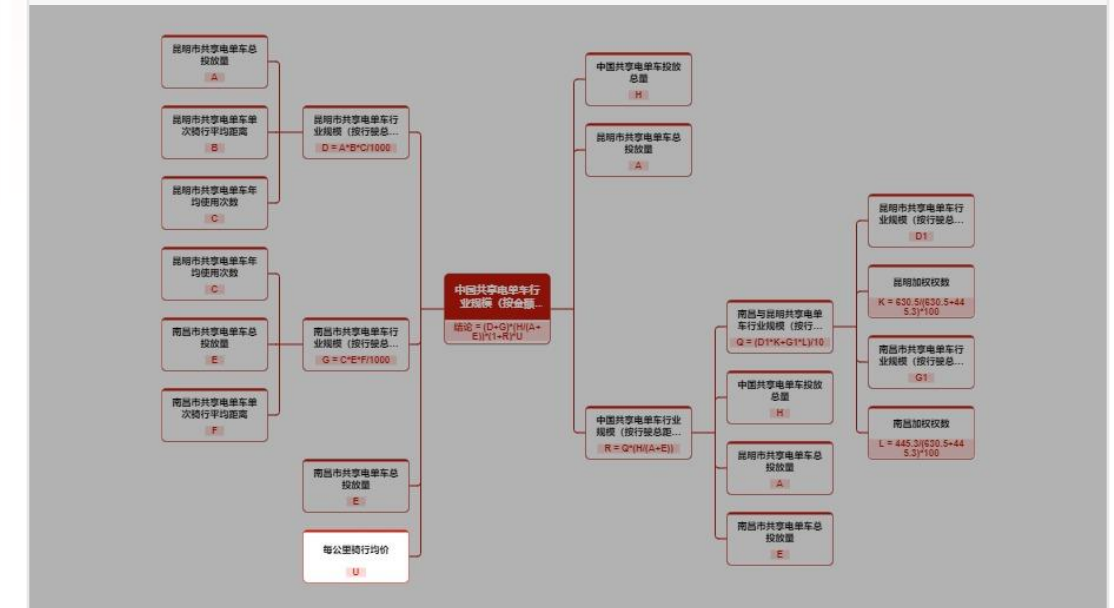 昆明市共享电单车总
投放量
A
昆明市共享电单车单
次骑行平均距离
B
昆明市共享电单车年
均使用次数
C
昆明市共享电单车行
业规模（按行驶总...
D = A*B*C/1000
昆明市共享电单车年
均使用次数
C
南昌市共享电单车总
投放量
E
南昌市共享电单车单
次骑行平均距离
F
南昌市共享电单车行
业规模（按行驶总...
G = C*E*F/1000
南昌市共享电单车总
投放量
E
每公里骑行均价
U
中国共享电单车行
业规模（按金额...
结论 = (D+G)*(H/(A+
E))*(1+R)*U
中国共享电单车投放
总量
H
昆明市共享电单车总
投放量
A
中国共享电单车行业
规模（按行驶总距...
R = Q*(H/(A+E))
南昌与昆明共享电单
车行业规模（按行...
Q = (D1*K+G1*L)/10
中国共享电单车投放
总量
H
昆明市共享电单车总
投放量
A
南昌市共享电单车总
投放量
E
昆明市共享电单车行
业规模（按行驶总...
D1
昆明加权权数
K = 630.5/(630.5+44
5.3)*100
南昌市共享电单车行
业规模（按行驶总...
G1
南昌加权权数
L = 445.3/(630.5+44
5.3)*100